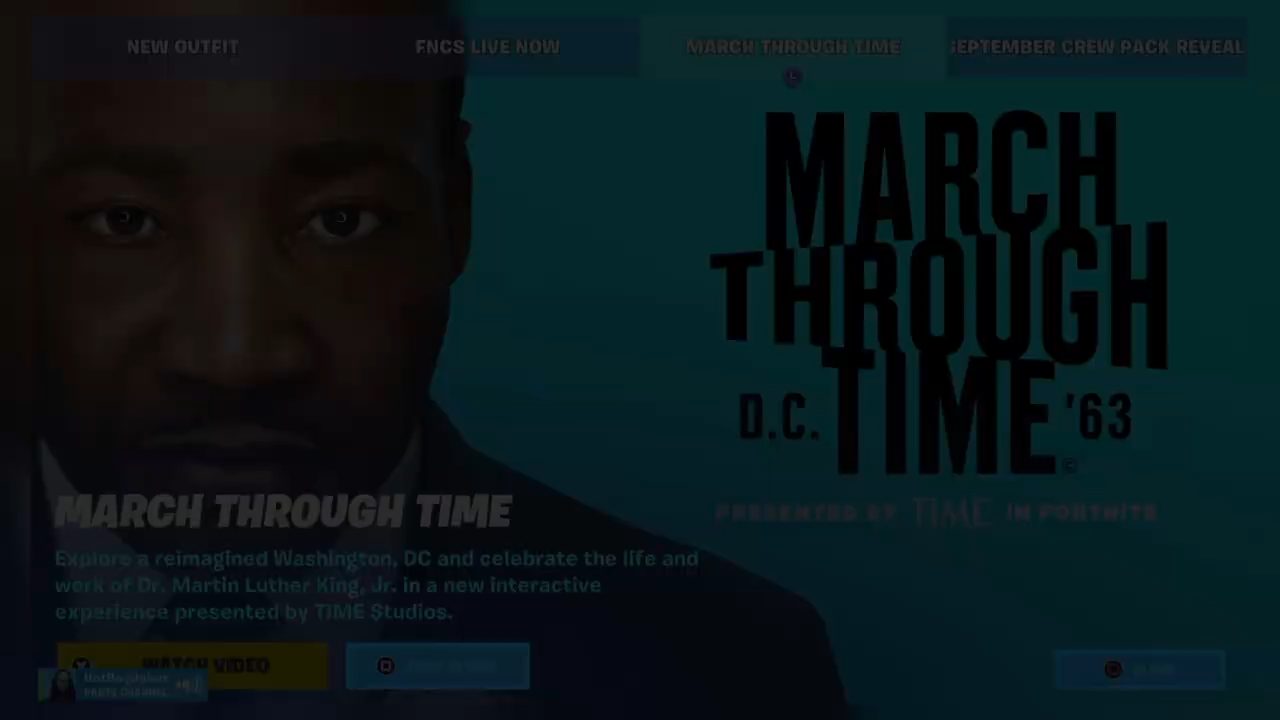 NEW OUTFIT
FNCS LIVE NOW
MARCH THROUGH TIME
SEPTEMBER CREW PACK REVEAL
MARCH
THROUGH
D.C. TIME '63
PRESENTED BY TIME IN FORTNITE
MARCH THROUGH TIME
Explore a reimagined Washington, DC and celebrate the life and
work of Dr. Martin Luther King, Jr. in a new interactive
experience presented by TIME Studios.
WATCH VIDEO
PARTY CHANNEL